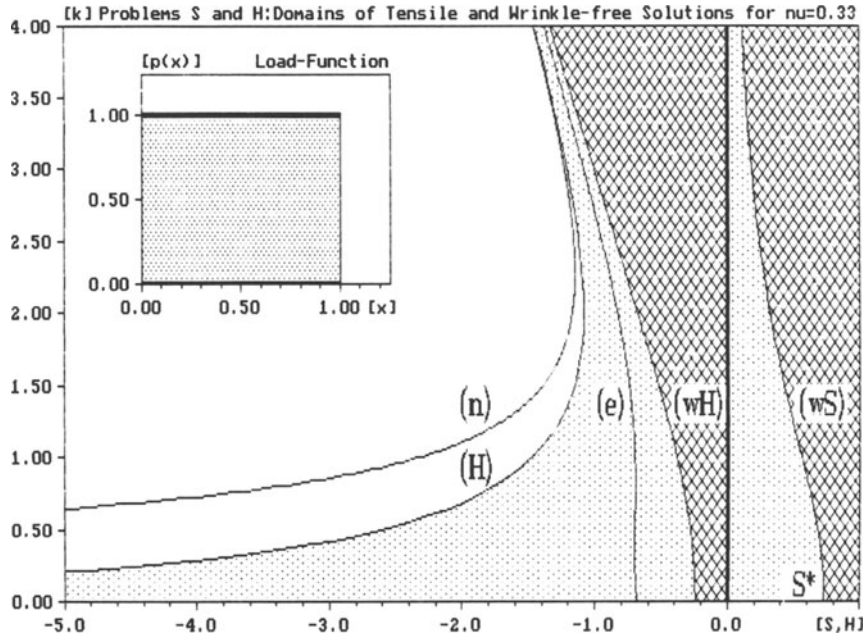 [k] Problems S and H:Domains of Tensile and Wrinkle-free Solutions for nu=0.33
4.00
[p(x)] Load-Function
3.50
1.00
3.00
0.50
2.50
0.00
2.00
0.00 0.50 1.00 [x]
1.50
(n) (e) (wH) (wS)
1.00
(H)
0.50
S*
0.00
-5.0 -4.0 -3.0 -2.0 -1.0 0.0 [S,H]